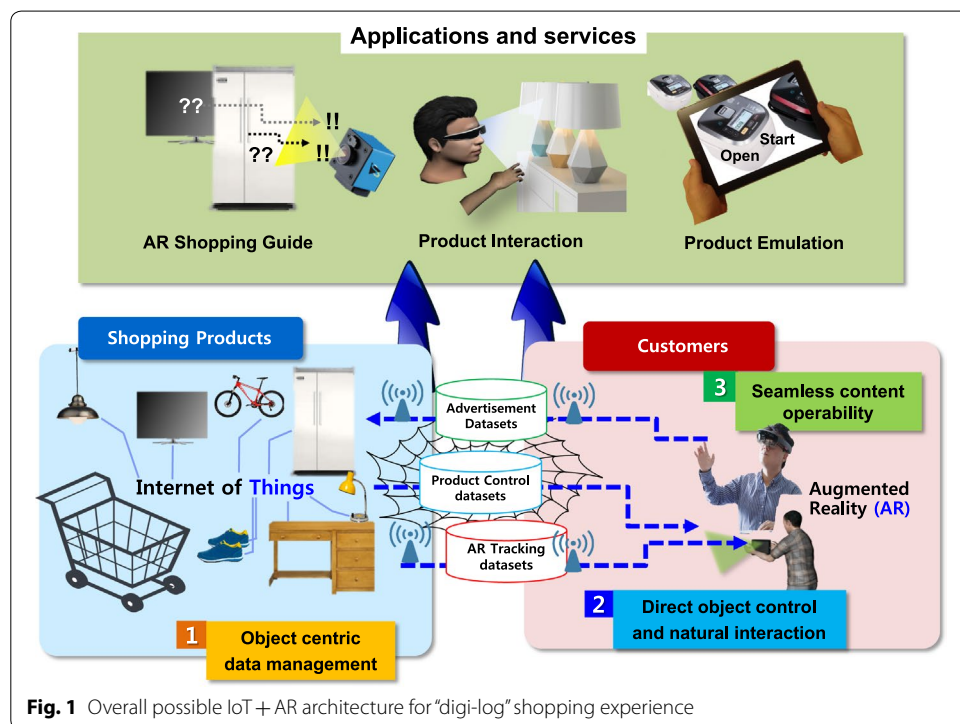 Applications and services
??
!!
??
!!
Start
Open
AR Shopping Guide
Product Interaction
Product Emulation
Shopping Products
Customers
3
Seamless content
operability
Advertisement
Datasets
Internet of Things
Product Control
datasets
Augmented
Reality (AR)
AR Tracking
datasets
1
Object centric
data management
2
Direct object control
and natural interaction
Fig. 1 Overall possible IoT + AR architecture for “digi-log” shopping experience